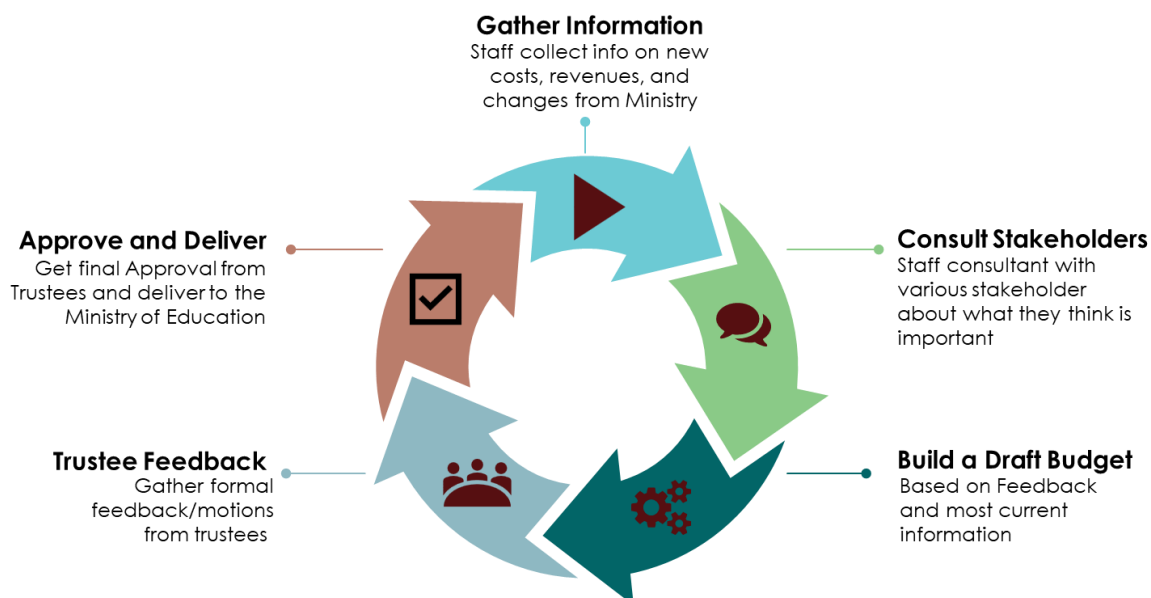 Gather Information
Staff collect info on new
costs, revenues, and
changes from Ministry
Consult Stakeholders
Staff consultant with
various stakeholder
about what they think is
important
Build a Draft Budget
Based on Feedback
and most current
information
Trustee Feedback
Gather formal
feedback/motions
from trustees
Approve and Deliver
Get final Approval from
Trustees and deliver to the
Ministry of Education